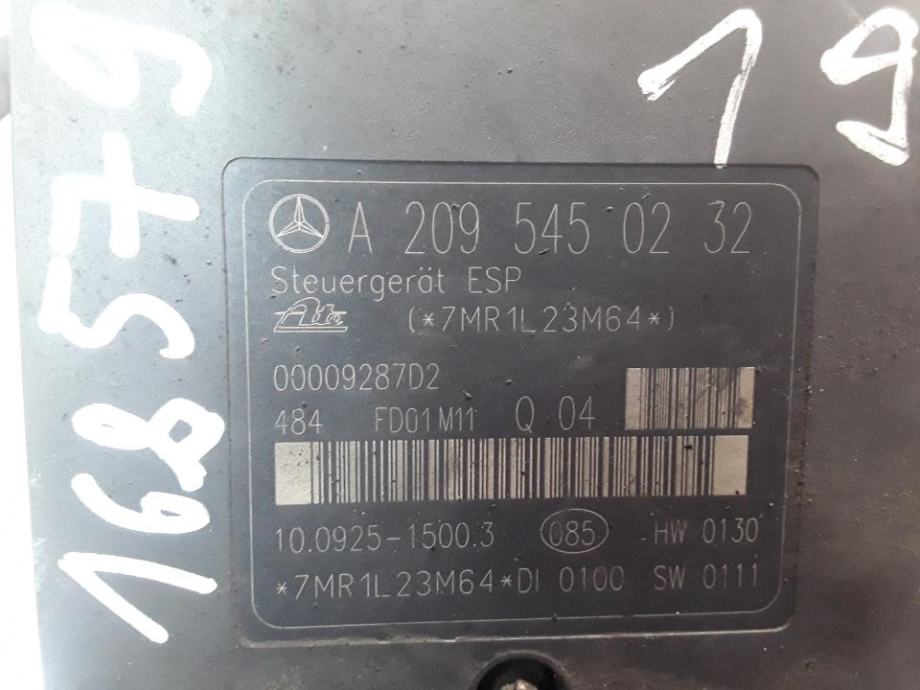 168579
19
A 209 545 02 32
Steuergerät ESP
Ate (*7MR1L23M64*)
00009287D2
484 FD01M11 Q 04
10.0925-1500.3 085 HW 0130
*7MR1L23M64*DI 0100 SW 0111